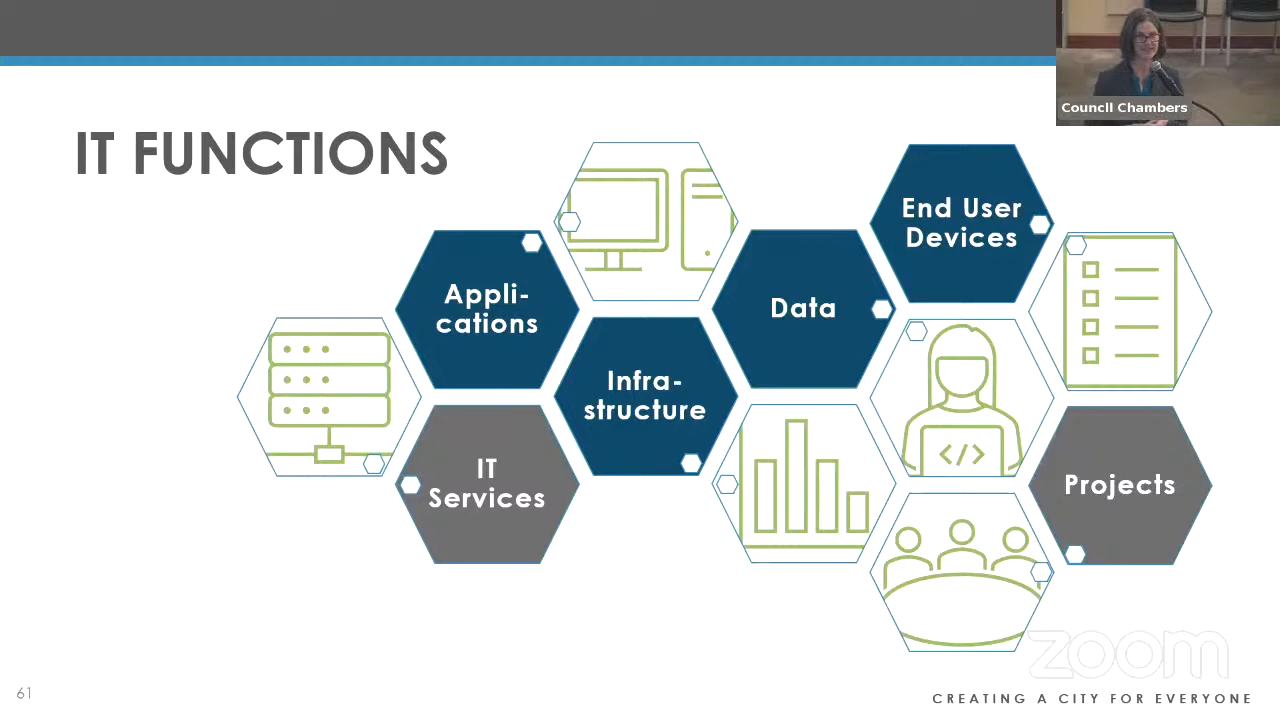 Council Chambers
IT FUNCTIONS
End User
Devices
Appli-
cations
Data
Infra-
structure
IT
Services
</>
Projects
zoom
61
CREATING A CITY FOR EVERYONE